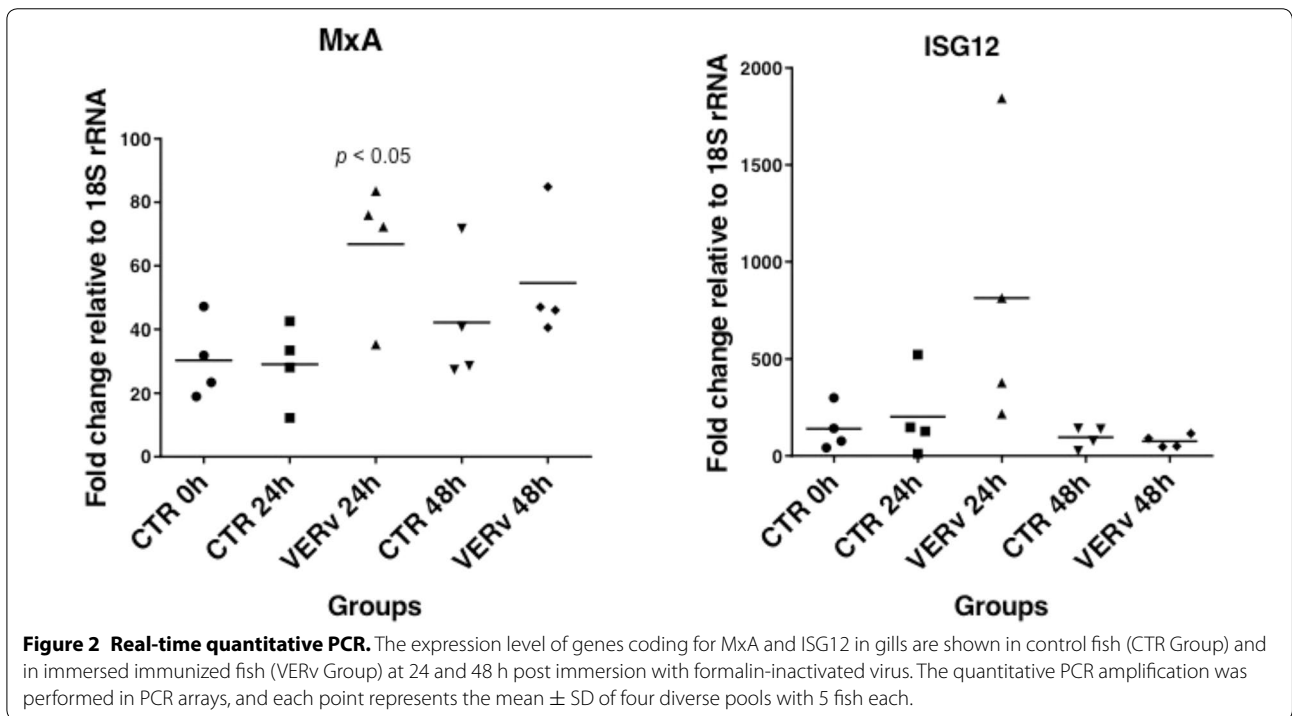 MxA
Fold change relative to 18S rRNA
100
80
60
40
20
0
p < 0.05
CTR 0h
CTR 24h
VERv 24h
CTR 48h
VERv 48h
Groups
ISG12
Fold change relative to 18S rRNA
2000
1500
1000
500
0
CTR 0h
CTR 24h
VERv 24h
CTR 48h
VERv 48h
Groups
Figure 2 Real-time quantitative PCR. The expression level of genes coding for MxA and ISG12 in gills are shown in control fish (CTR Group) and
in immersed immunized fish (VERv Group) at 24 and 48 h post immersion with formalin-inactivated virus. The quantitative PCR amplification was
performed in PCR arrays, and each point represents the mean ± SD of four diverse pools with 5 fish each.